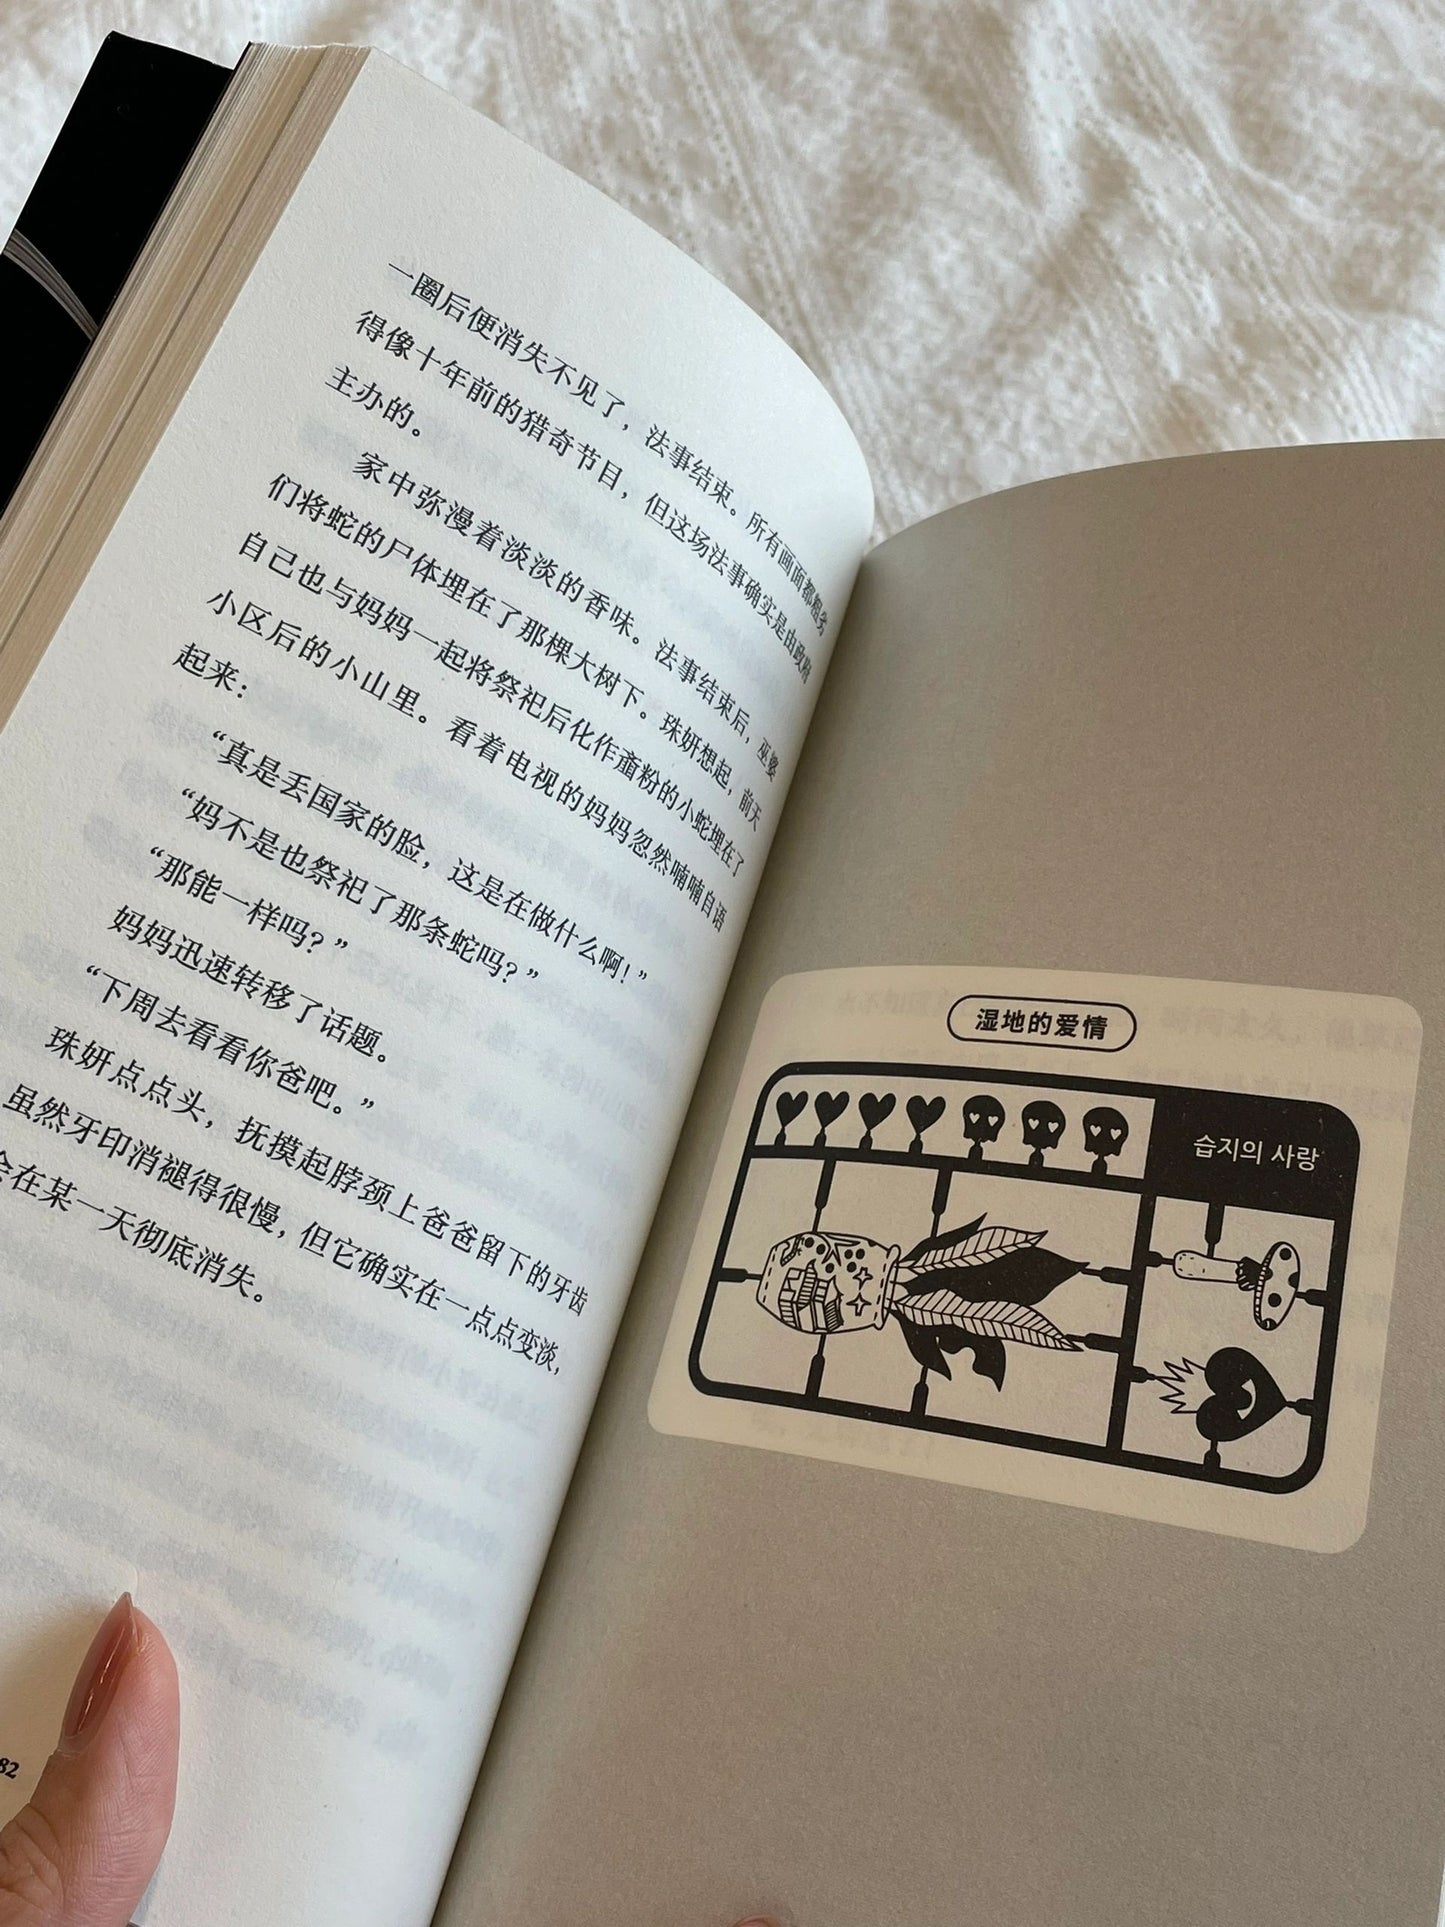 一圈后便消失不见了，法事结束。所有画面都粗劣
得像十年前的猎奇节目，但这场法事确实是由政府
主办的。
家中弥漫着淡淡的香味。法事结束后，巫婆
们将蛇的尸体埋在了那棵大树下。珠妍想起，前天
自己也与妈妈一起将祭祀后化作齑粉的小蛇埋在了
小区后的小山里。看着电视的妈妈忽然喃喃自语
起来：
“真是丢国家的脸，这是在做什么啊！”
“妈不是也祭祀了那条蛇吗？”
“那能一样吗？”
妈妈迅速转移了话题。
“下周去看看你爸吧。”
珠妍点点头，抚摸起脖颈上爸爸留下的牙齿
虽然牙印消褪得很慢，但它确实在一点点变淡，
会在某一天彻底消失。
82
湿地的爱情
습지의 사랑